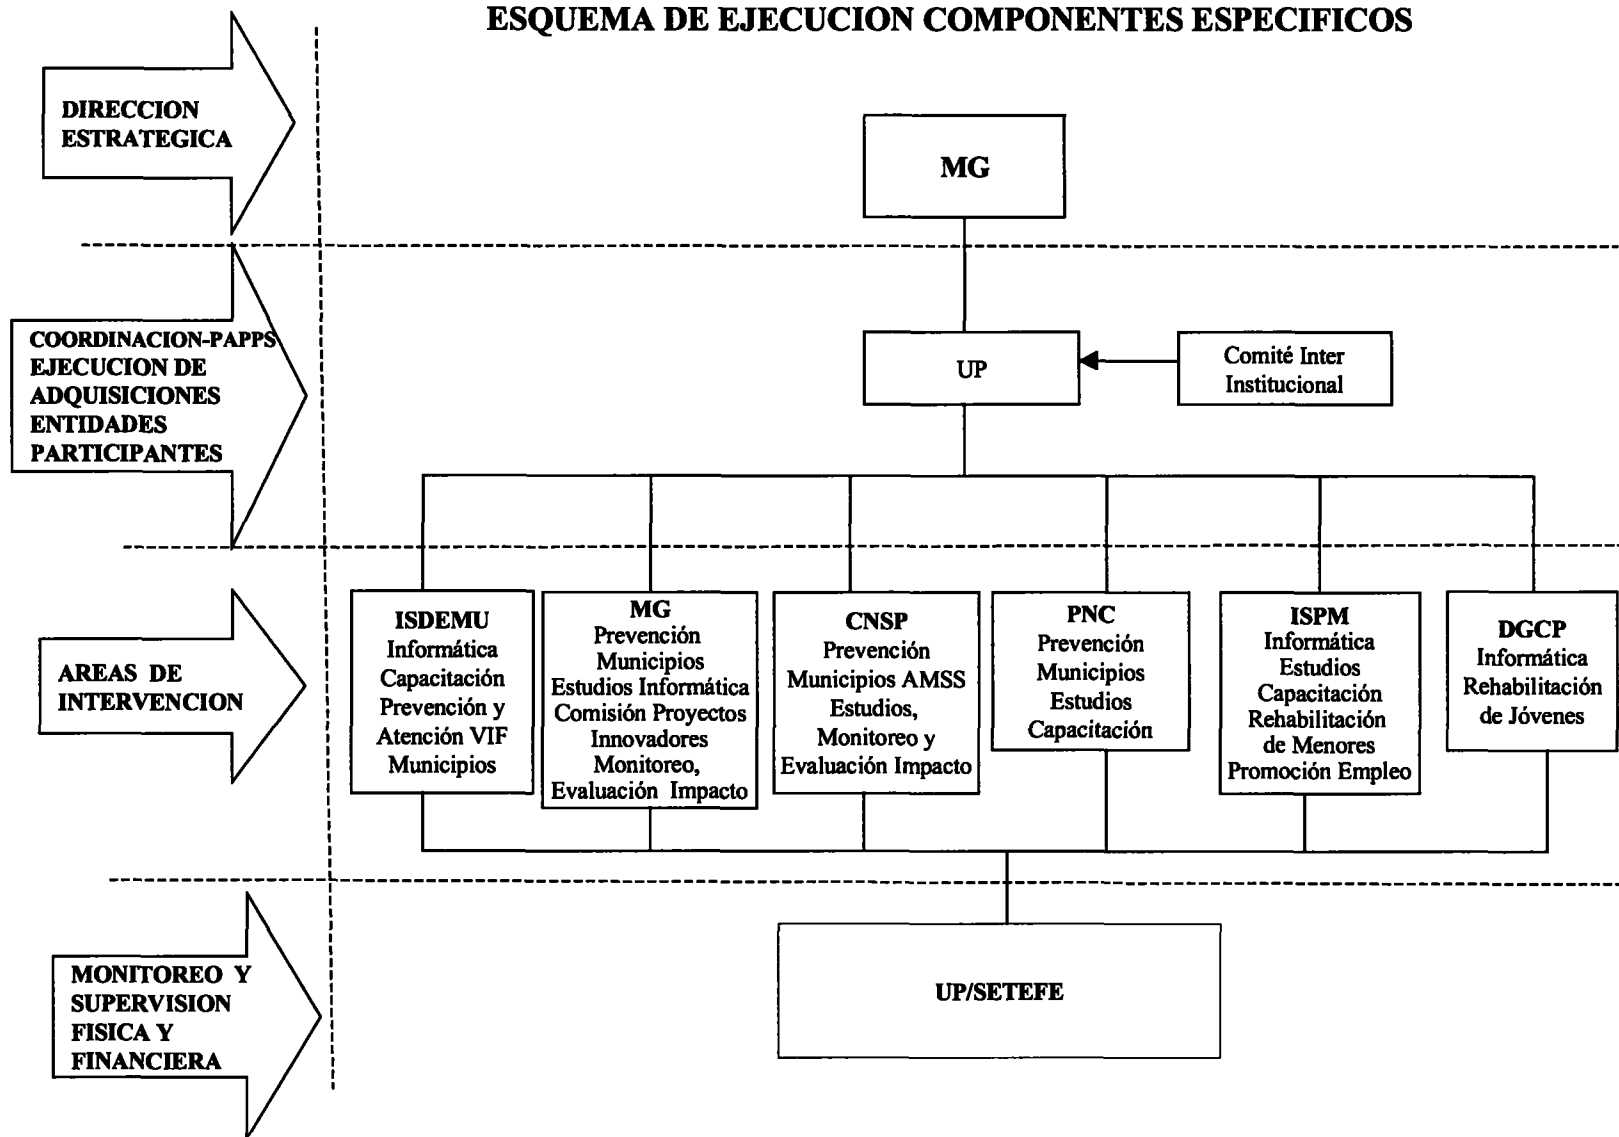 ESQUEMA DE EJECUCION COMPONENTES ESPECIFICOS
DIRECCION
ESTRATEGICA
MG
COORDINACION-PAPPS
EJECUCION DE
ADQUISICIONES
ENTIDADES
PARTICIPANTES
UP
Comité Inter
Institucional
AREAS DE
INTERVENCION
ISDEMU
Informática
Capacitación
Prevención y
Atención VIF
Municipios
MG
Prevención
Municipios
Estudios Informática
Comisión Proyectos
Innovadores
Monitoreo,
Evaluación Impacto
CNSP
Prevención
Municipios AMSS
Estudios,
Monitoreo y
Evaluación Impacto
PNC
Prevención
Municipios
Estudios
Capacitación
ISPM
Informática
Estudios
Capacitación
Rehabilitación
de Menores
Promoción Empleo
DGCP
Informática
Rehabilitación
de Jóvenes
MONITOREO Y
SUPERVISION
FISICA Y
FINANCIERA
UP/SETEFE